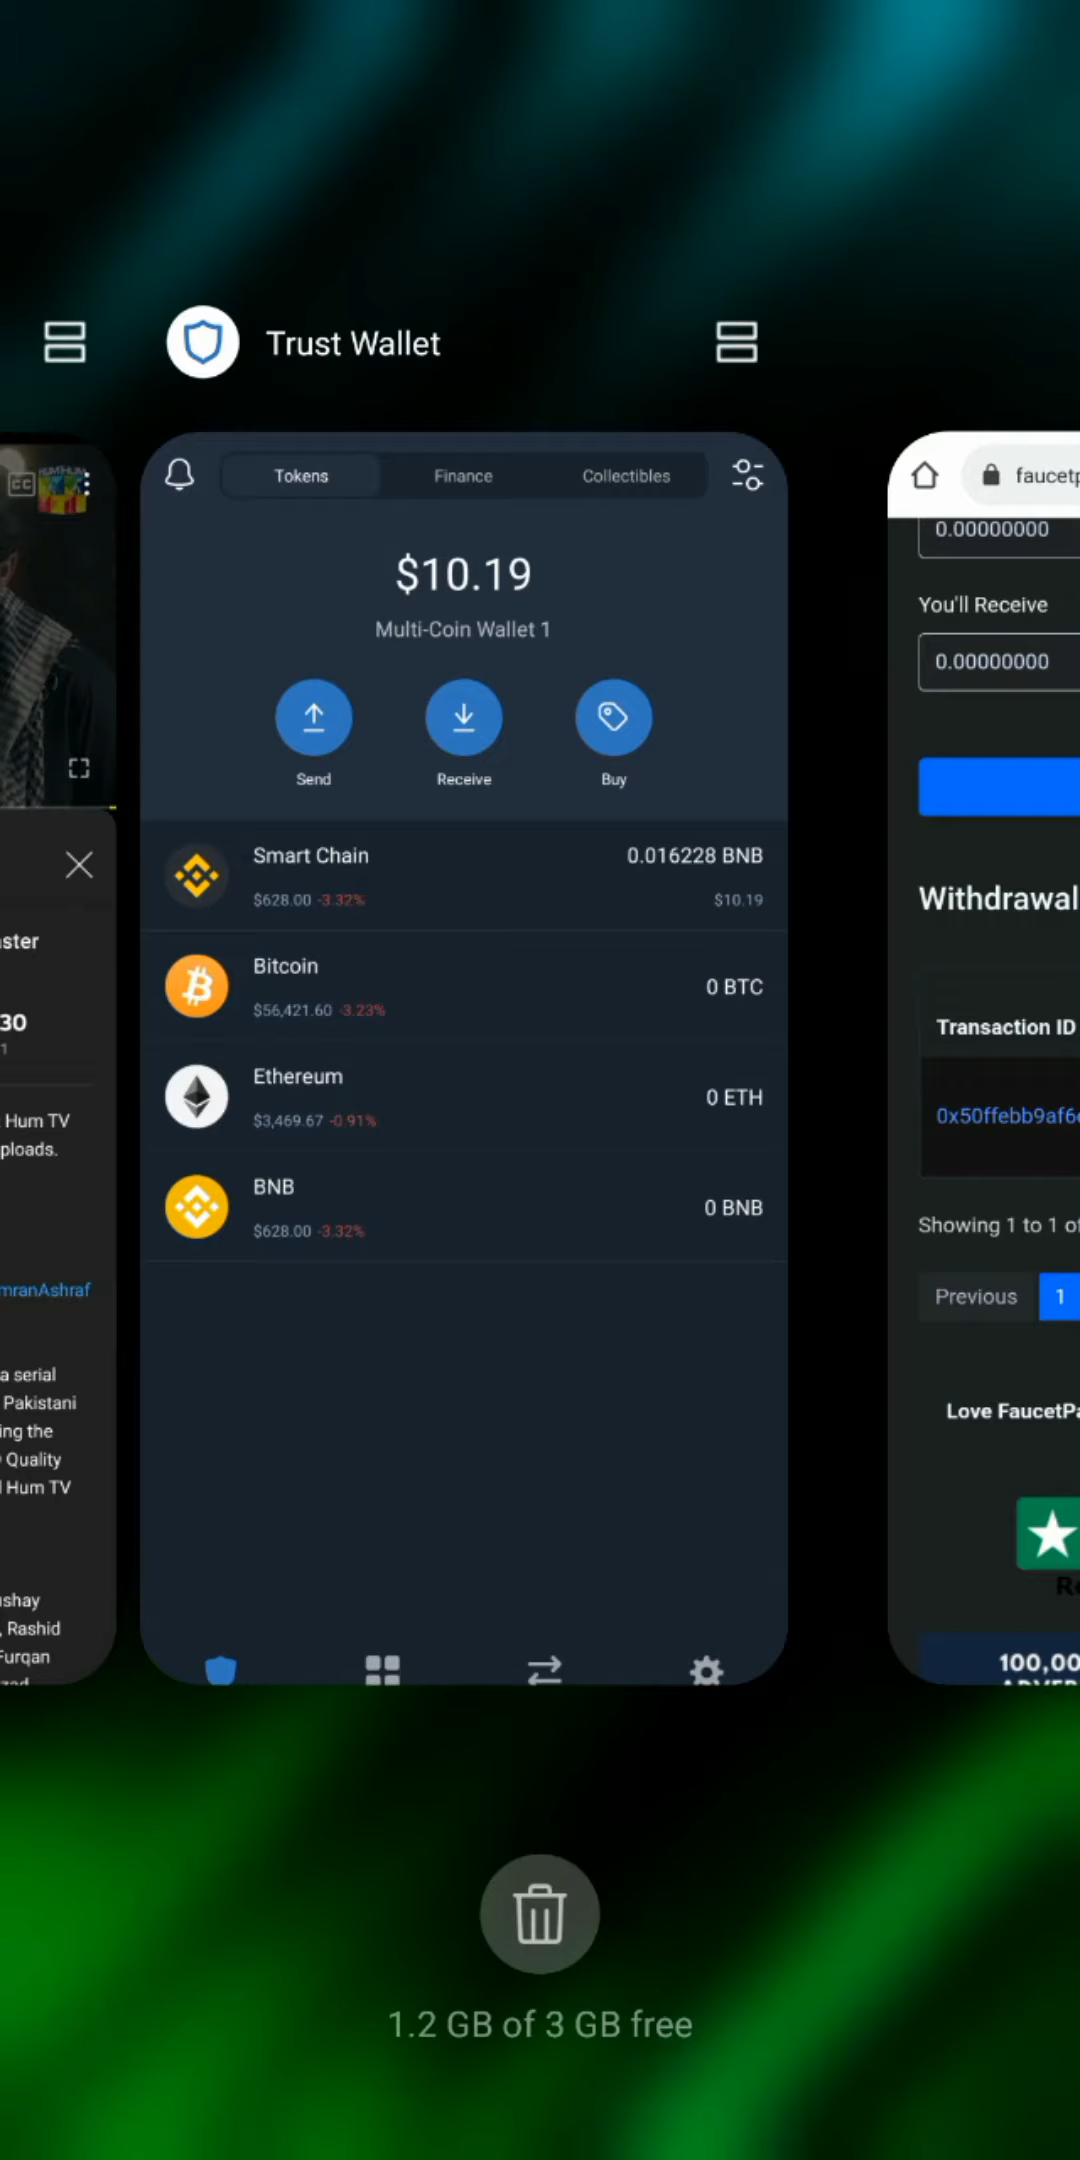 Trust Wallet
CC
Tokens
Finance
Collectibles
$10.19
Multi-Coin Wallet 1
Send
Receive
Buy
Smart Chain
0.016228 BNB
$628.00 -3.32%
$10.19
Bitcoin
0 BTC
$56,421.60 -3.23%
Ethereum
0 ETH
$3,469.67 -0.91%
BNB
0 BNB
$628.00 -3.32%
ster
30
1
Hum TV
ploads.
mranAshraf
a serial
Pakistani
ing the
Quality
Hum TV
shay
, Rashid
Furqan
faucetp
0.00000000
You'll Receive
0.00000000
Withdrawal
Transaction ID
0x50ffebb9af6
Showing 1 to 1 of
Previous
1
Love FaucetPa
100,00
1.2 GB of 3 GB free